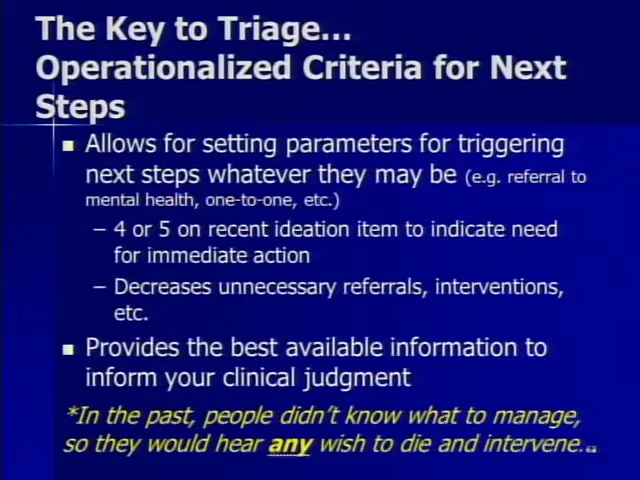 The Key to Triage…
Operationalized Criteria for Next
Steps
Allows for setting parameters for triggering
next steps whatever they may be (e.g. referral to
mental health, one-to-one, etc.)
– 4 or 5 on recent ideation item to indicate need
for immediate action
– Decreases unnecessary referrals, interventions,
etc.
Provides the best available information to
inform your clinical judgment
*In the past, people didn't know what to manage,
so they would hear any wish to die and intervene..